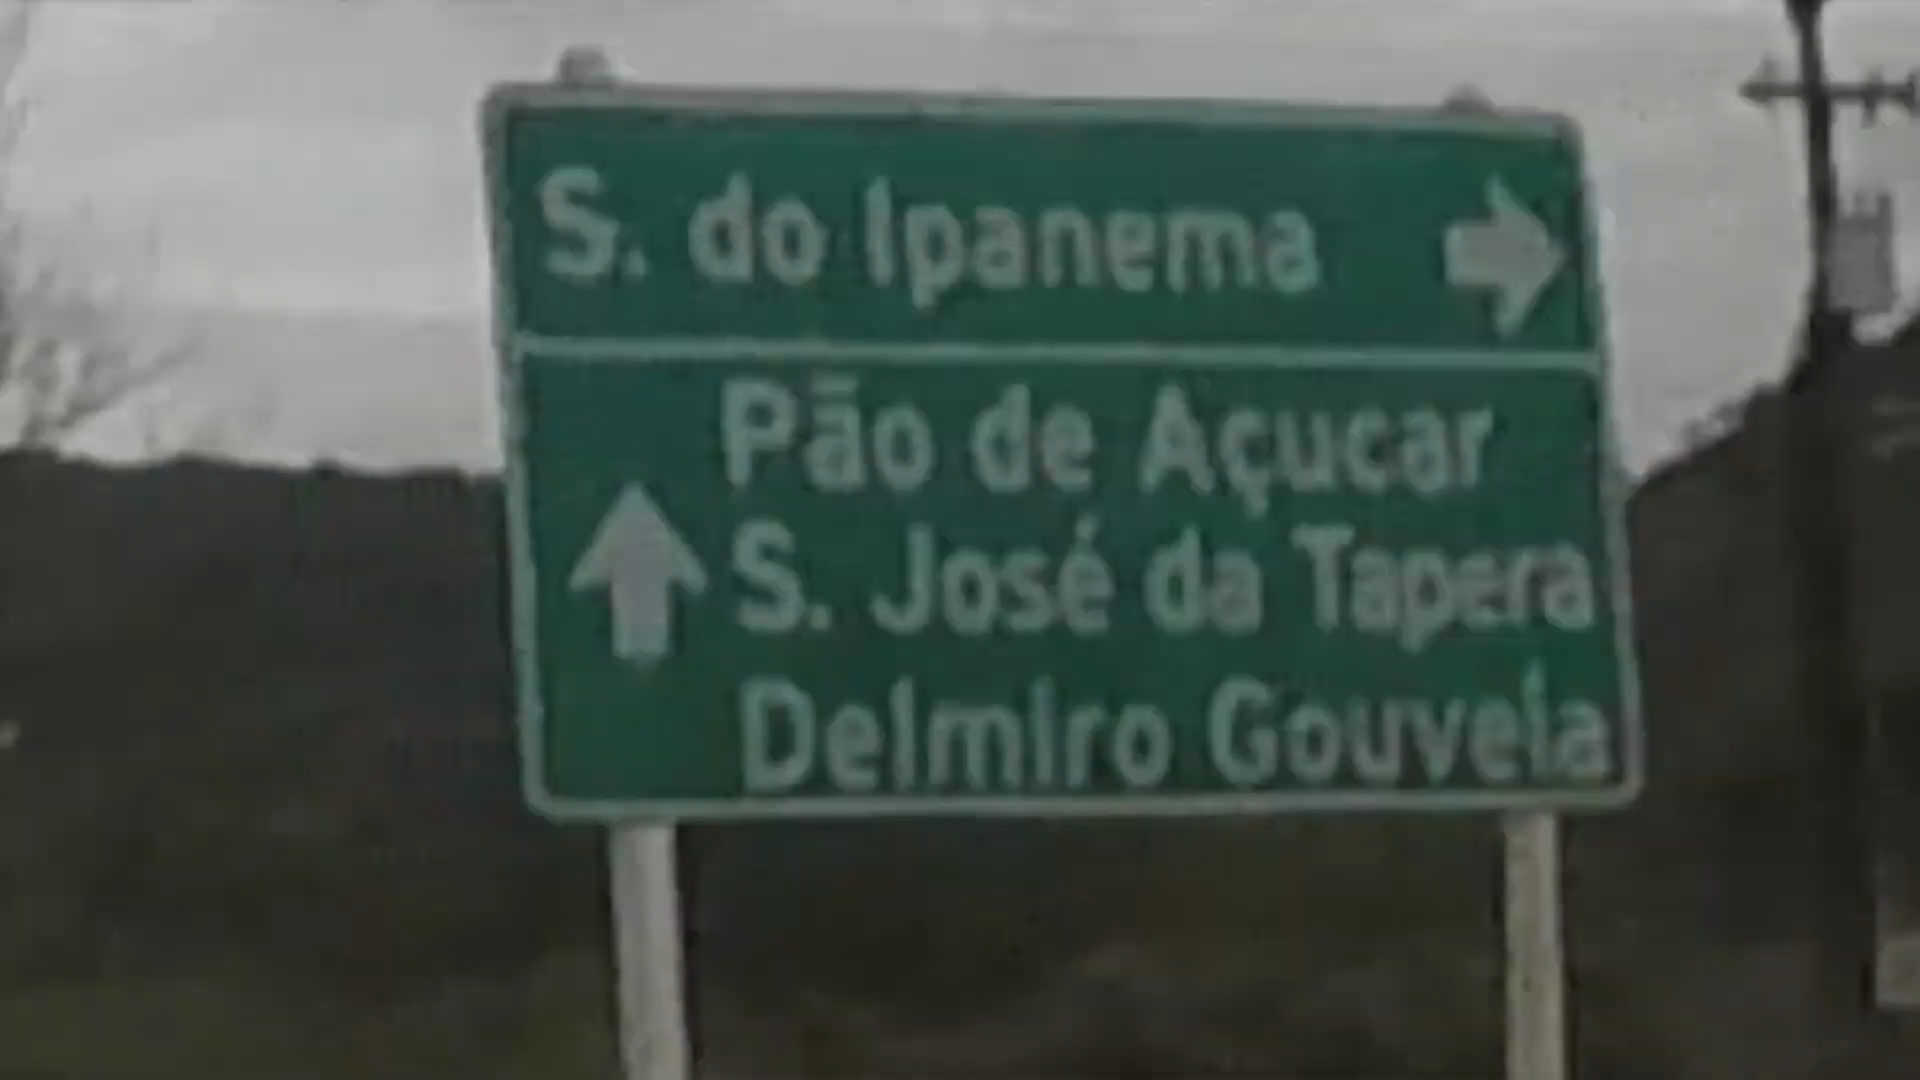 S. do Ipanema
Pão de Açucar
S. José da Tapera
Delmiro Gouveia